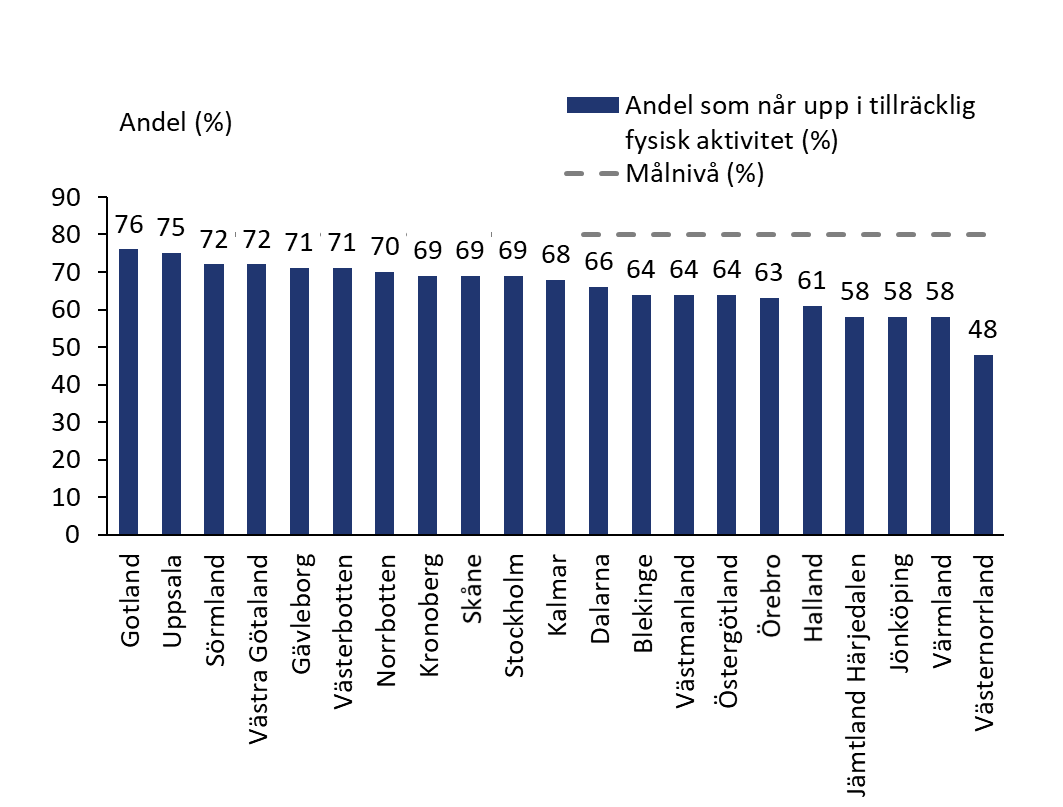 Andel (%)
Andel som når upp i tillräcklig
fysisk aktivitet (%)
Målnivå (%)
90
80
70
60
50
40
30
20
10
0
76 75 72 72 71 71 70 69 69 69 68 66 64 64 64 63 61 58 58 58 48
Gotland
Uppsala
Sörmland
Västra Götaland
Gävleborg
Västerbotten
Norrbotten
Kronoberg
Skåne
Stockholm
Kalmar
Dalarna
Blekinge
Västmanland
Östergötland
Örebro
Halland
Jämtland Härjedalen
Jönköping
Värmland
Västernorrland